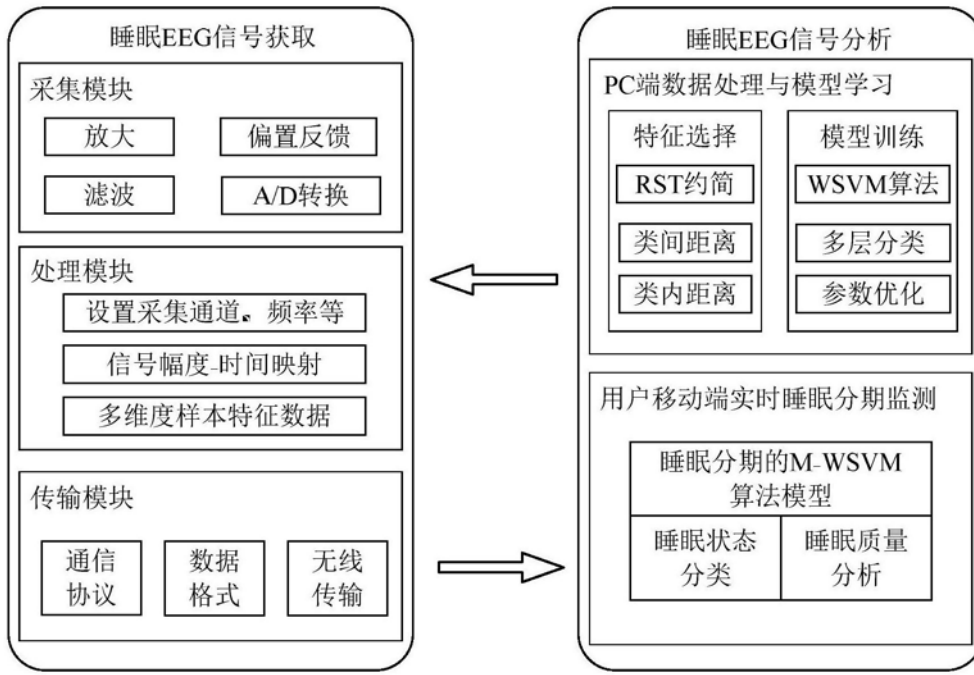 睡眠EEG信号获取
采集模块
放大
偏置反馈
滤波
A/D转换
处理模块
设置采集通道、频率等
信号幅度-时间映射
多维度样本特征数据
传输模块
通信
协议
数据
格式
无线
传输
睡眠EEG信号分析
PC端数据处理与模型学习
特征选择
RST约简
类间距离
类内距离
模型训练
WSVM算法
多层分类
参数优化
用户移动端实时睡眠分期监测
睡眠分期的M-WSVM
算法模型
睡眠状态
分类
睡眠质量
分析